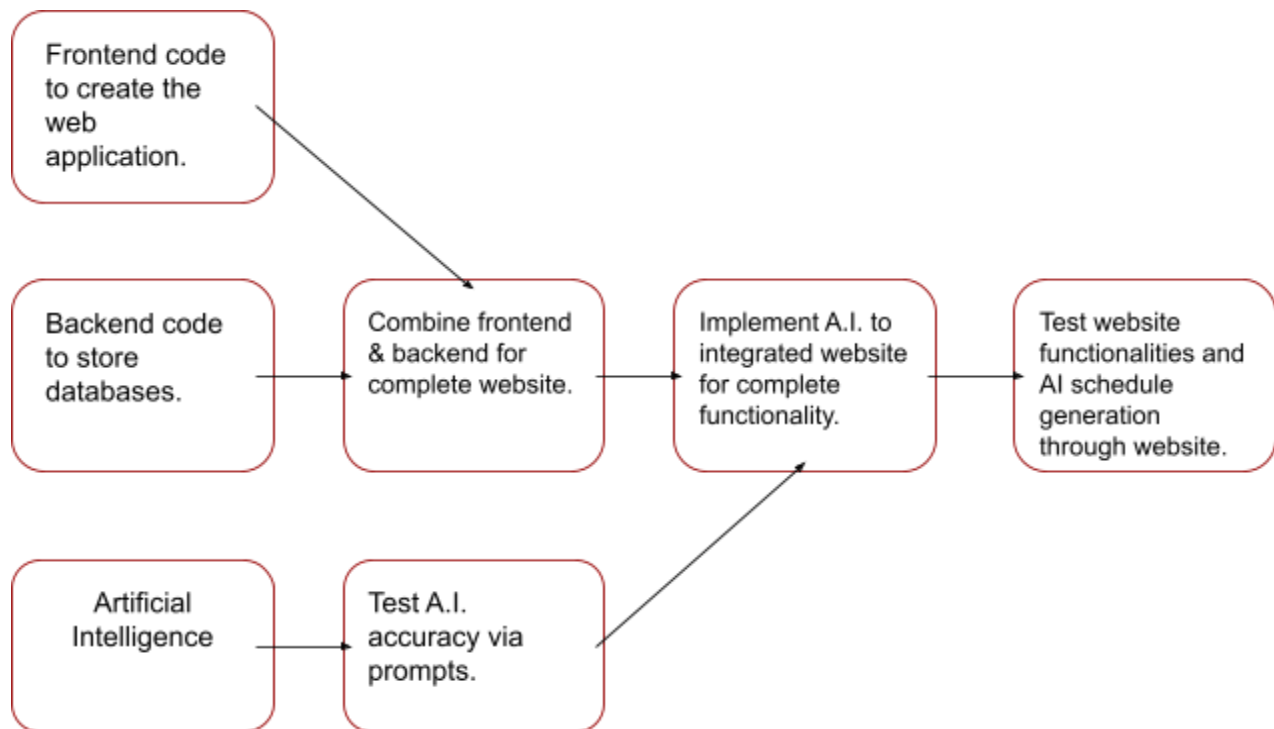 Frontend code
to create the
web
application.
Backend code
to store
databases.
Combine frontend
& backend for
complete website.
Implement A.I. to
integrated website
for complete
functionality.
Test website
functionalities and
AI schedule
generation
through website.
Artificial
Intelligence
Test A.I.
accuracy via
prompts.